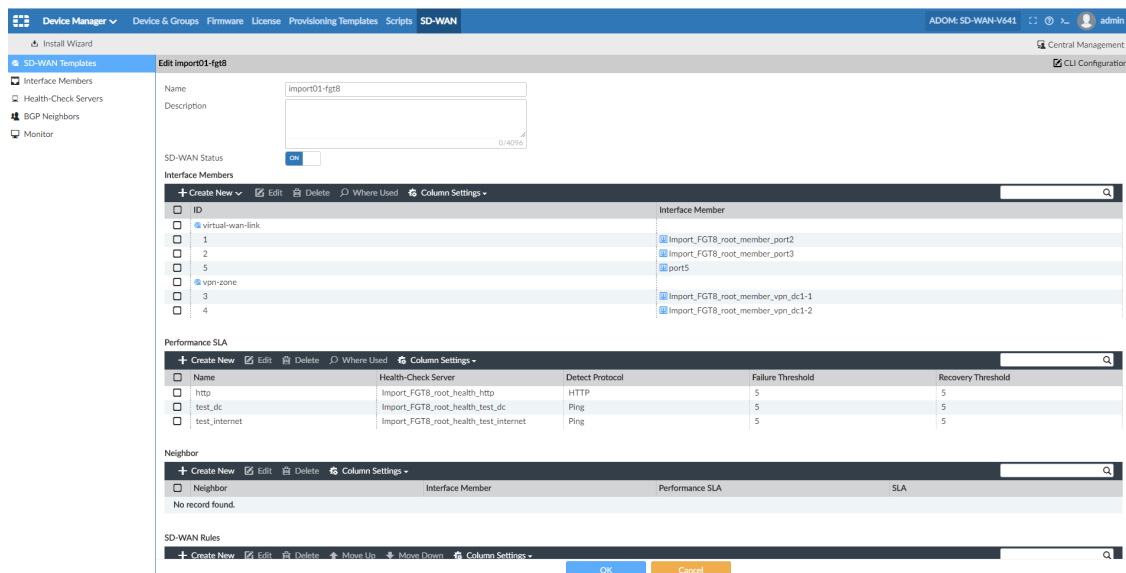 Device Manager Device & Groups Firmware License Provisioning Templates Scripts SD-WAN ADOM: SD-WAN-V641 admin
Install Wizard Central Management
SD-WAN Templates
Interface Members
Health-Check Servers
BGP Neighbors
Monitor
Edit import01-fgt8 CLI Configuration
Name import01-fgt8
Description
0/4096
SD-WAN Status ON
Interface Members
Create New Edit Delete Where Used Column Settings
ID Interface Member
virtual-wan-link
1 Import_FGT8_root_member_port2
2 Import_FGT8_root_member_port3
5 port5
vpn-zone
3 Import_FGT8_root_member_vpn_dc1-1
4 Import_FGT8_root_member_vpn_dc1-2
Performance SLA
Create New Edit Delete Where Used Column Settings
Name Health-Check Server Detect Protocol Failure Threshold Recovery Threshold
http Import_FGT8_root_health_http HTTP 5 5
test_dc Import_FGT8_root_health_test_dc Ping 5 5
test_internet Import_FGT8_root_health_test_internet Ping 5 5
Neighbor
Create New Edit Delete Column Settings
Neighbor Interface Member Performance SLA SLA
No record found.
SD-WAN Rules
Create New Edit Delete Move Up Move Down Column Settings
OK Cancel